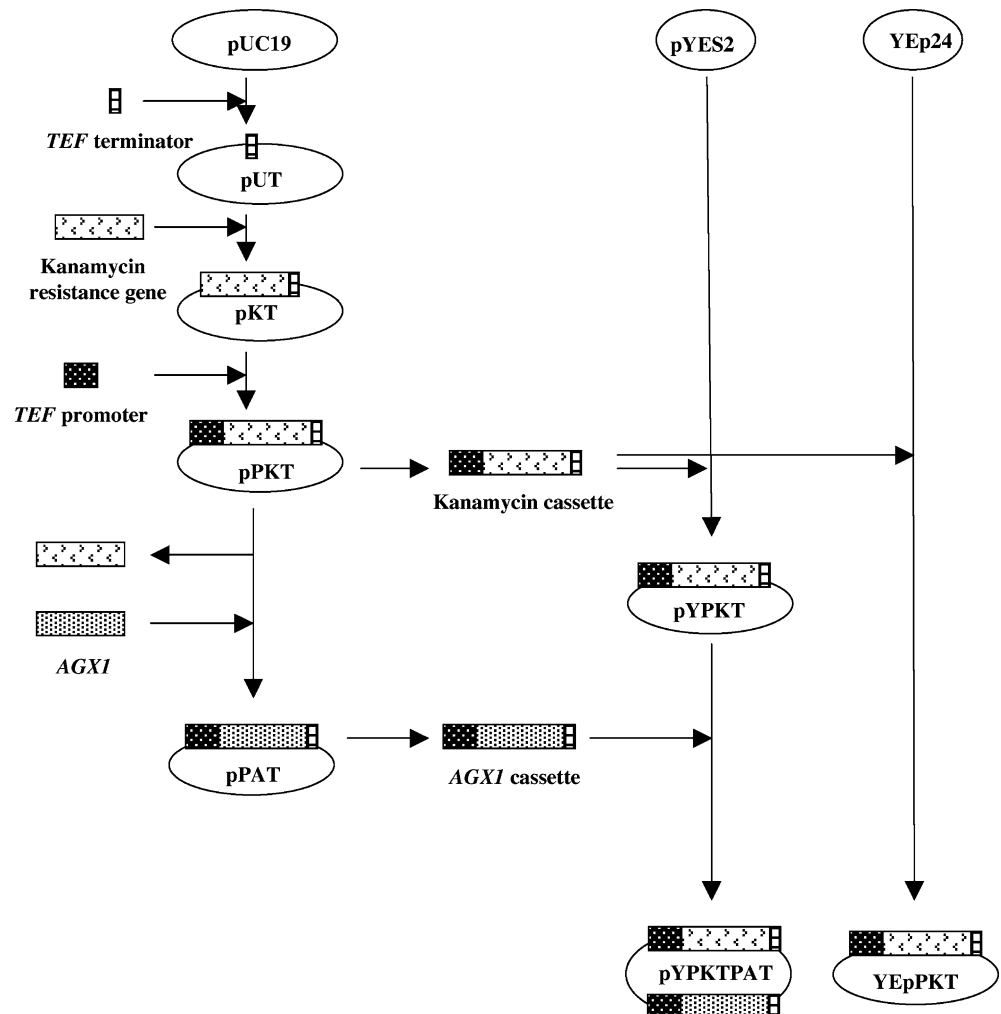 pUC19
pYES2
YEp24
TEF terminator
pUT
Kanamycin
resistance gene
pKT
TEF promoter
pPKT
Kanamycin cassette
pYPKT
AGX1
pPAT
AGX1 cassette
pYPKTPAT
YEpPKT